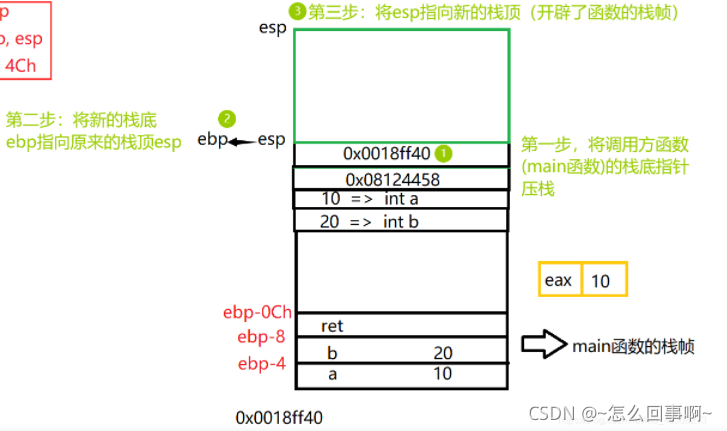 p
, esp
4Ch
③ 第三步：将esp指向新的栈顶（开辟了函数的栈帧）
esp
第二步：将新的栈底
ebp指向原来的栈顶esp
?
ebp
esp
0x0018ff40 ①
第一步，将调用方函数
(main函数)的栈底指针
压栈
0x08124458
10 => int a
20 => int b
eax 10
ebp-0Ch
ret
ebp-8
b 20
main函数的栈帧
ebp-4
a 10
0x0018ff40
CSDN @~怎么回事啊~